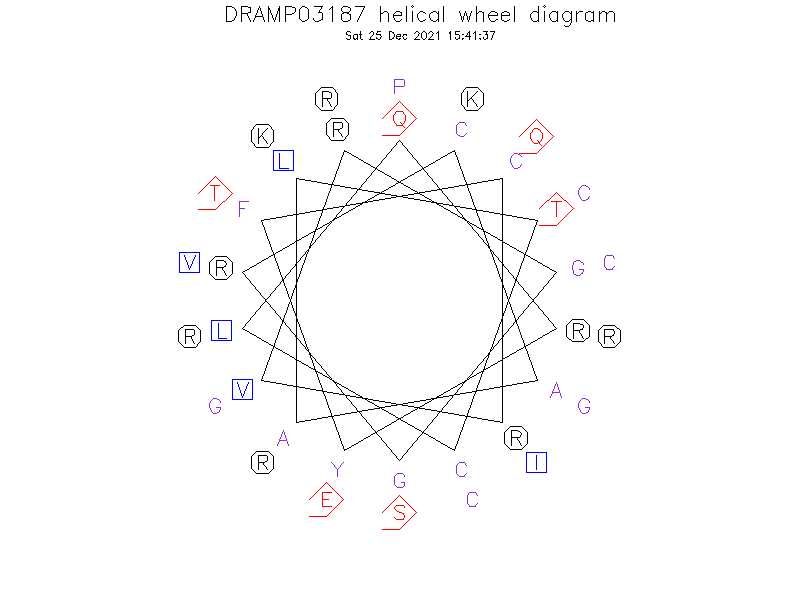 DRAMP03187 helical wheel diagram
Sat 25 Dec 2021 15:41:37
P
R K
Q
R C
K Q
L C
T C
F T
V R G C
R L R R
V A
G G
A R
R I
Y C
G
E C
S